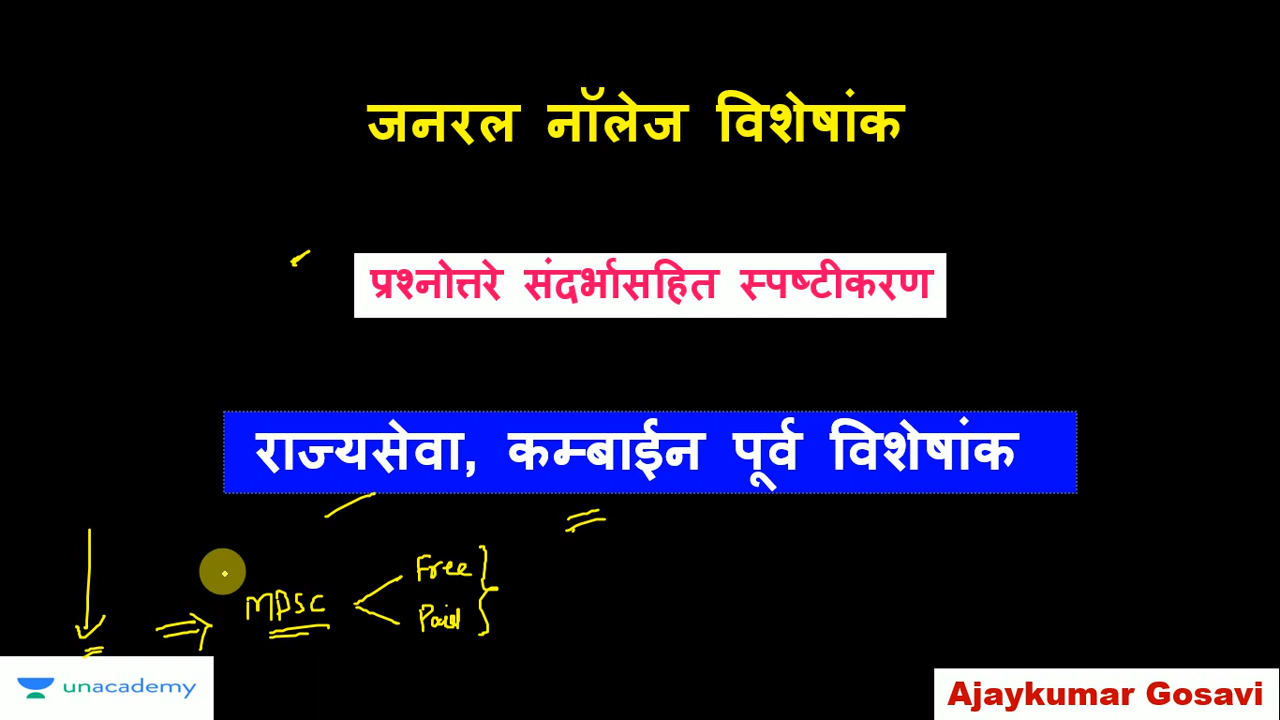 जनरल नॉलेज विशेषांक
प्रश्नोत्तरे संदर्भासहित स्पष्टीकरण
राज्यसेवा, कम्बाईन पूर्व विशेषांक
MPSC
Free
Paid
unacademy
Ajaykumar Gosavi